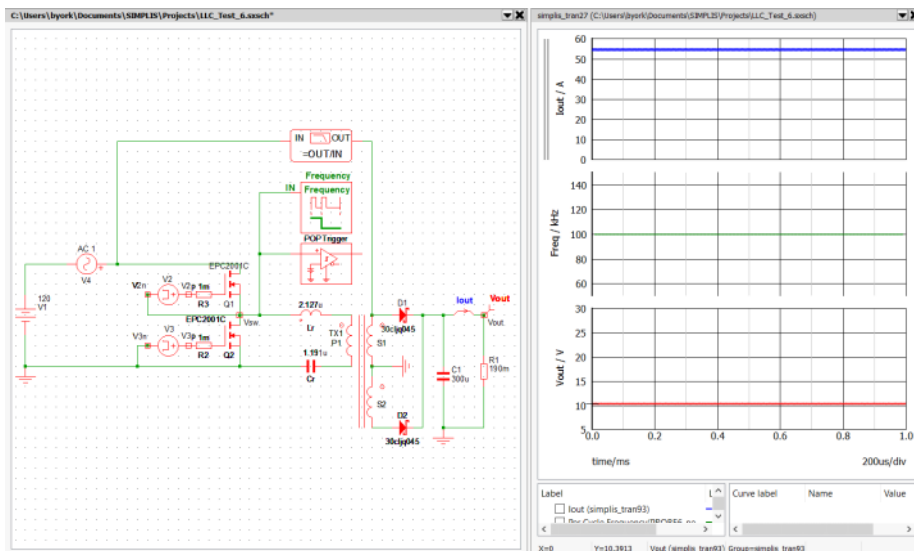 C:\Users\byork\Documents\SIMPLIS\Projects\LLC_Test_6.sxsch*
IN OUT
=OUT/IN
Frequency
IN Frequency
POPTrigger
AC 1
V4
EPC2001C
V2n V2 V2p 1m
R3 Q1
120
V1
EPC2001C
Vsw
V3n V3 V3p 1m
R2 Q2
2.127u
Lr
TX1
P1
1.191u
Cr
S1
S2
D1
30cljq045
D2
30cljq045
Iout
Vout
Vout
C1
300u
R1
190m
simplis_tran27 (C:\Users\byork\Documents\SIMPLIS\Projects\LLC_Test_6.sxsch)
Iout / A
60
50
40
30
20
10
0
Freq / kHz
140
120
100
80
60
Vout / V
30
25
20
15
10
5
0.0 0.2 0.4 0.6 0.8 1.0
time/ms 200us/div
Label
Iout (simplis_tran93)
Curve label Name Value
X=0 Y=10.3913 Vout (simplis_tran93) Group=simplis_tran93